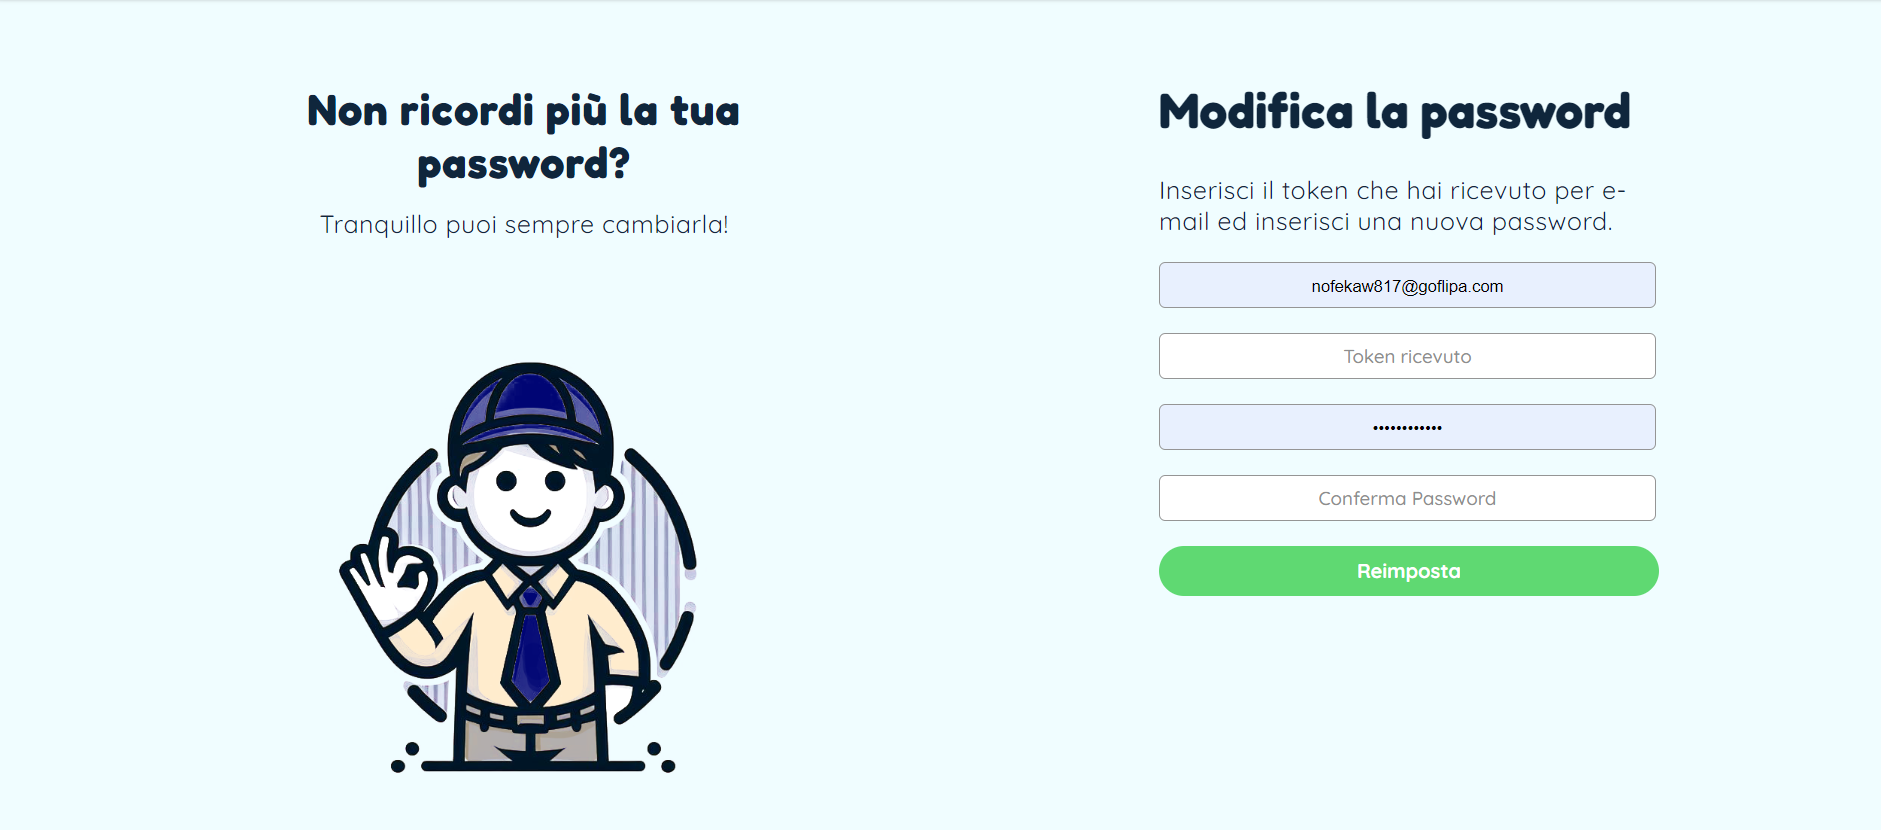 Non ricordi più la tua
password?
Tranquillo puoi sempre cambiarla!
Modifica la password
Inserisci il token che hai ricevuto per e-
mail ed inserisci una nuova password.
nofekaw817@goflipa.com
Token ricevuto
••••••••••••
Conferma Password
Reimposta